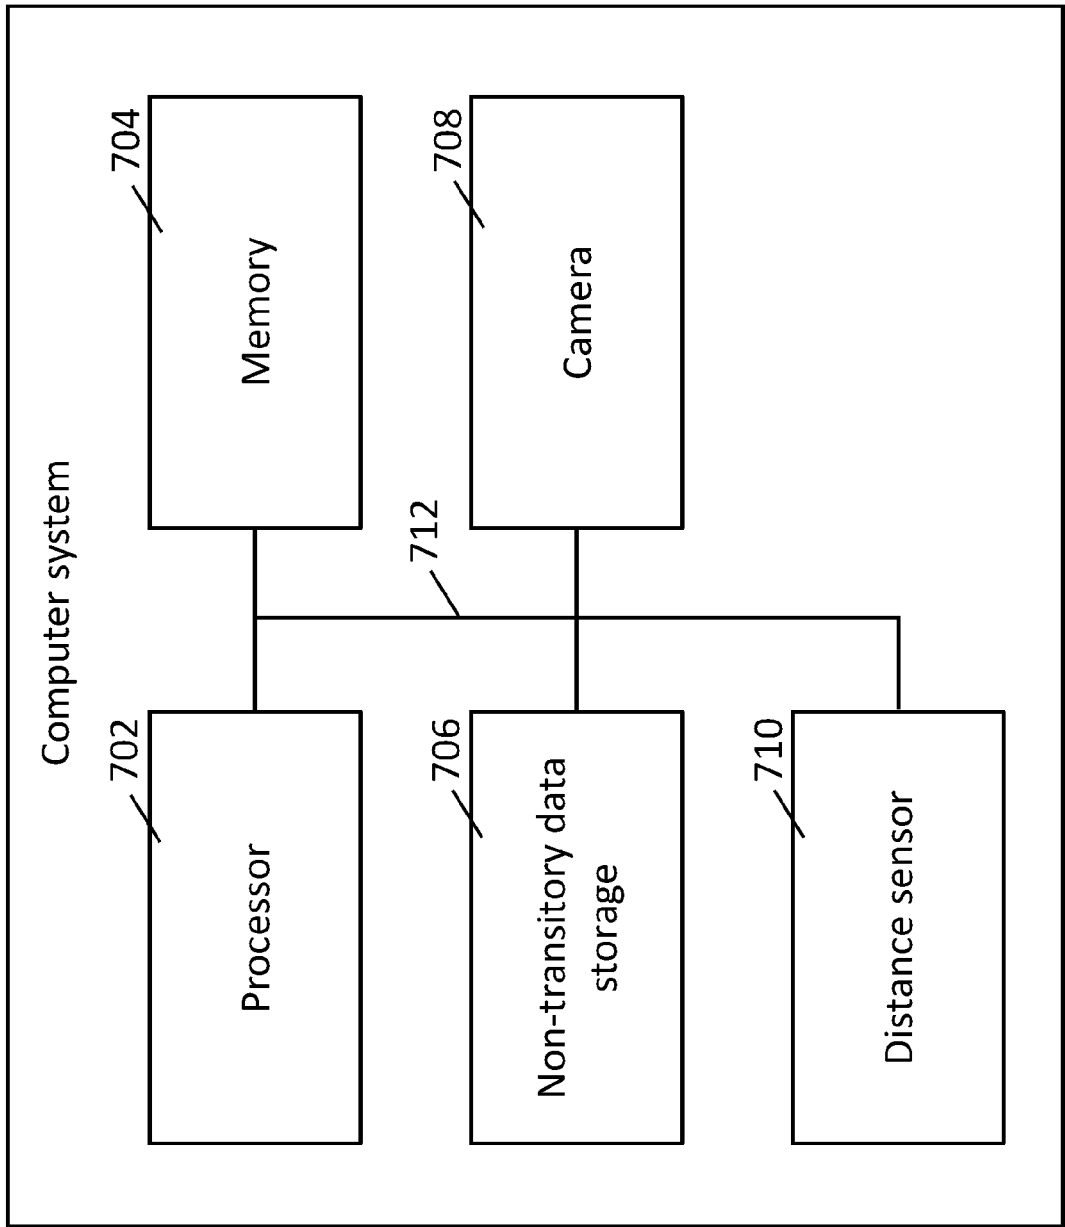 Computer system
702
Processor
704
Memory
712
706
Non-transitory data
storage
708
Camera
710
Distance sensor